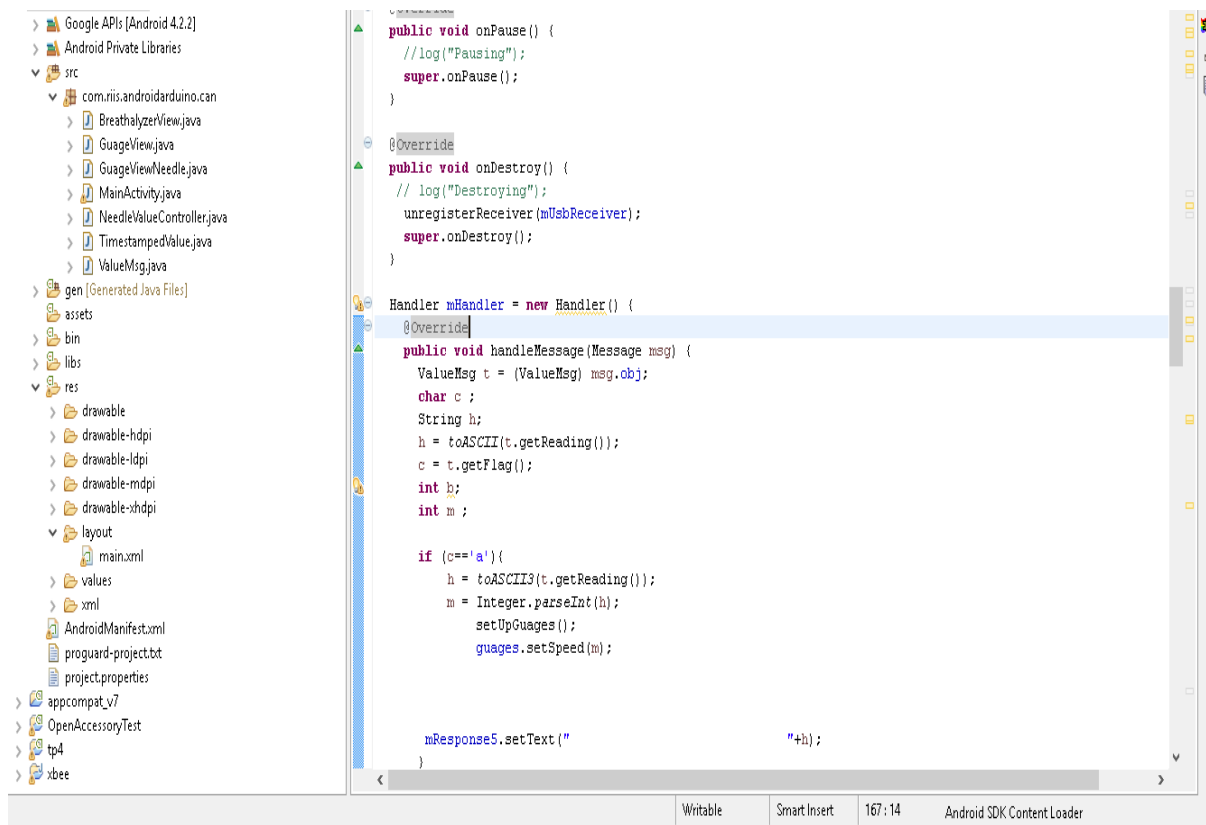 Google APIs [Android 4.2.2]
Android Private Libraries
src
com.riis.androidarduino.can
BreathalyzerView.java
GuageView.java
GuageViewNeedle.java
MainActivity.java
NeedleValueController.java
TimestampedValue.java
ValueMsg.java
gen [Generated Java Files]
assets
bin
libs
res
drawable
drawable-hdpi
drawable-ldpi
drawable-mdpi
drawable-xhdpi
layout
main.xml
values
xml
AndroidManifest.xml
proguard-project.txt
project.properties
appcompat_v7
OpenAccessoryTest
tp4
xbee
public void onPause() {
//log("Pausing");
super.onPause();
}
@Override
public void onDestroy() {
// log("Destroying");
unregisterReceiver(mUsbReceiver);
super.onDestroy();
}
Handler mHandler = new Handler() {
@Override
public void handleMessage(Message msg) {
ValueMsg t = (ValueMsg) msg.obj;
char c ;
String h;
h = toASCII(t.getReading());
c = t.getFlag();
int b;
int m ;
if (c=='a'){
h = toASCII3(t.getReading());
m = Integer.parseInt(h);
setUpGuages();
guages.setSpeed(m);
mResponse5.setText("                              "+h);
}
Writable
Smart Insert
167 : 14
Android SDK Content Loader